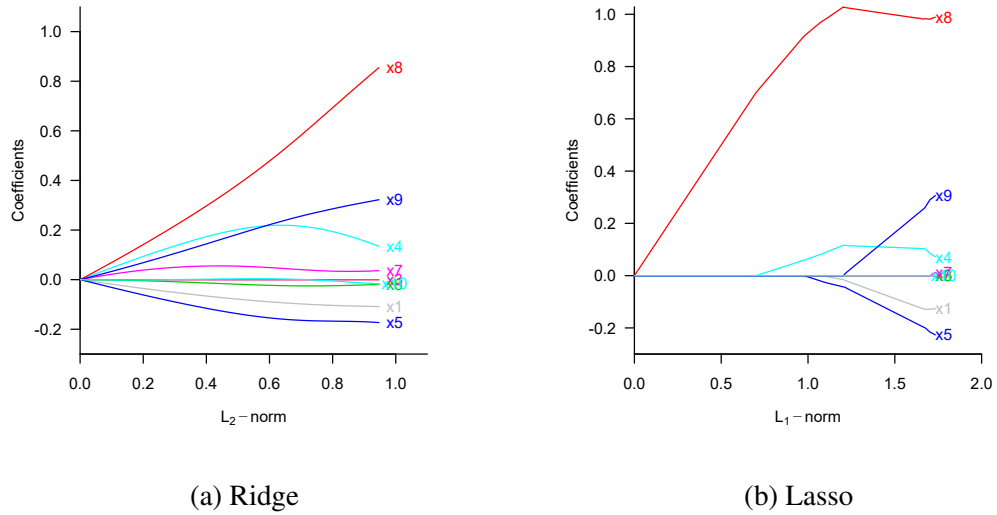 1.0
0.8
0.6
0.4
0.2
0.0
-0.2
Coefficients
x8
x9
x4
x7
x1
x5
0.0 0.2 0.4 0.6 0.8 1.0
L₂−norm
(a) Ridge
1.0
0.8
0.6
0.4
0.2
0.0
-0.2
Coefficients
x8
x9
x4
x7
x1
x5
0.0 0.5 1.0 1.5 2.0
L₁−norm
(b) Lasso